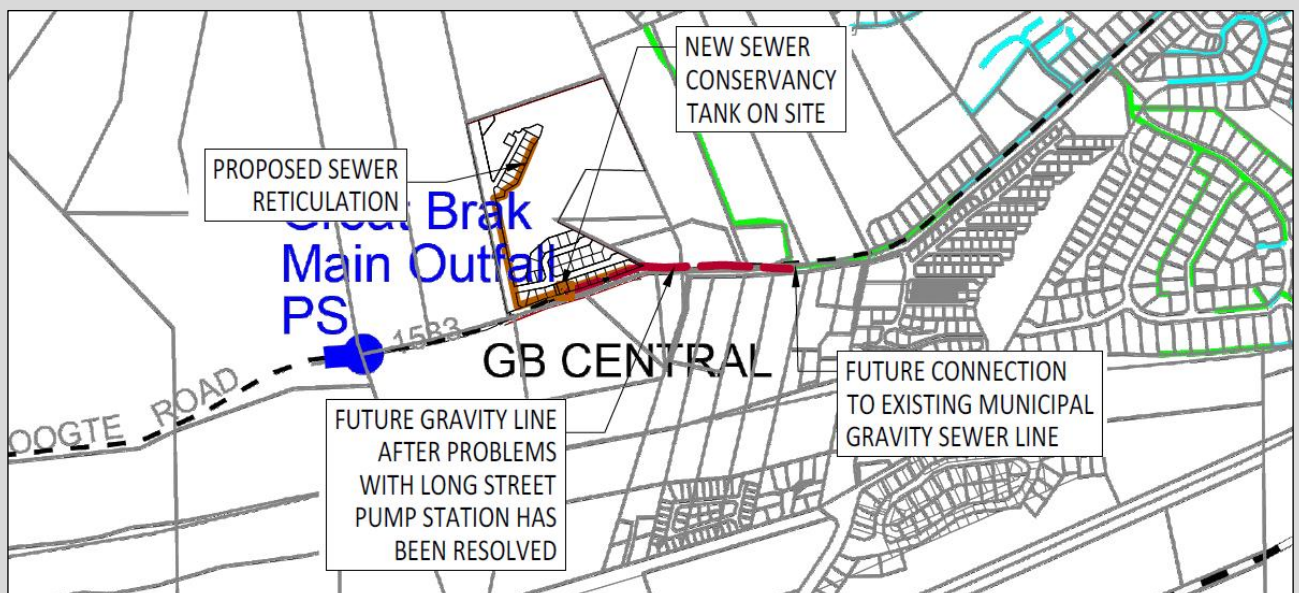 NEW SEWER
CONSERVANCY
TANK ON SITE
PROPOSED SEWER
RETICULATION
Great Brak
Main Outfall
PS
1583
GB CENTRAL
OOGTE ROAD
FUTURE GRAVITY LINE
AFTER PROBLEMS
WITH LONG STREET
PUMP STATION HAS
BEEN RESOLVED
FUTURE CONNECTION
TO EXISTING MUNICIPAL
GRAVITY SEWER LINE